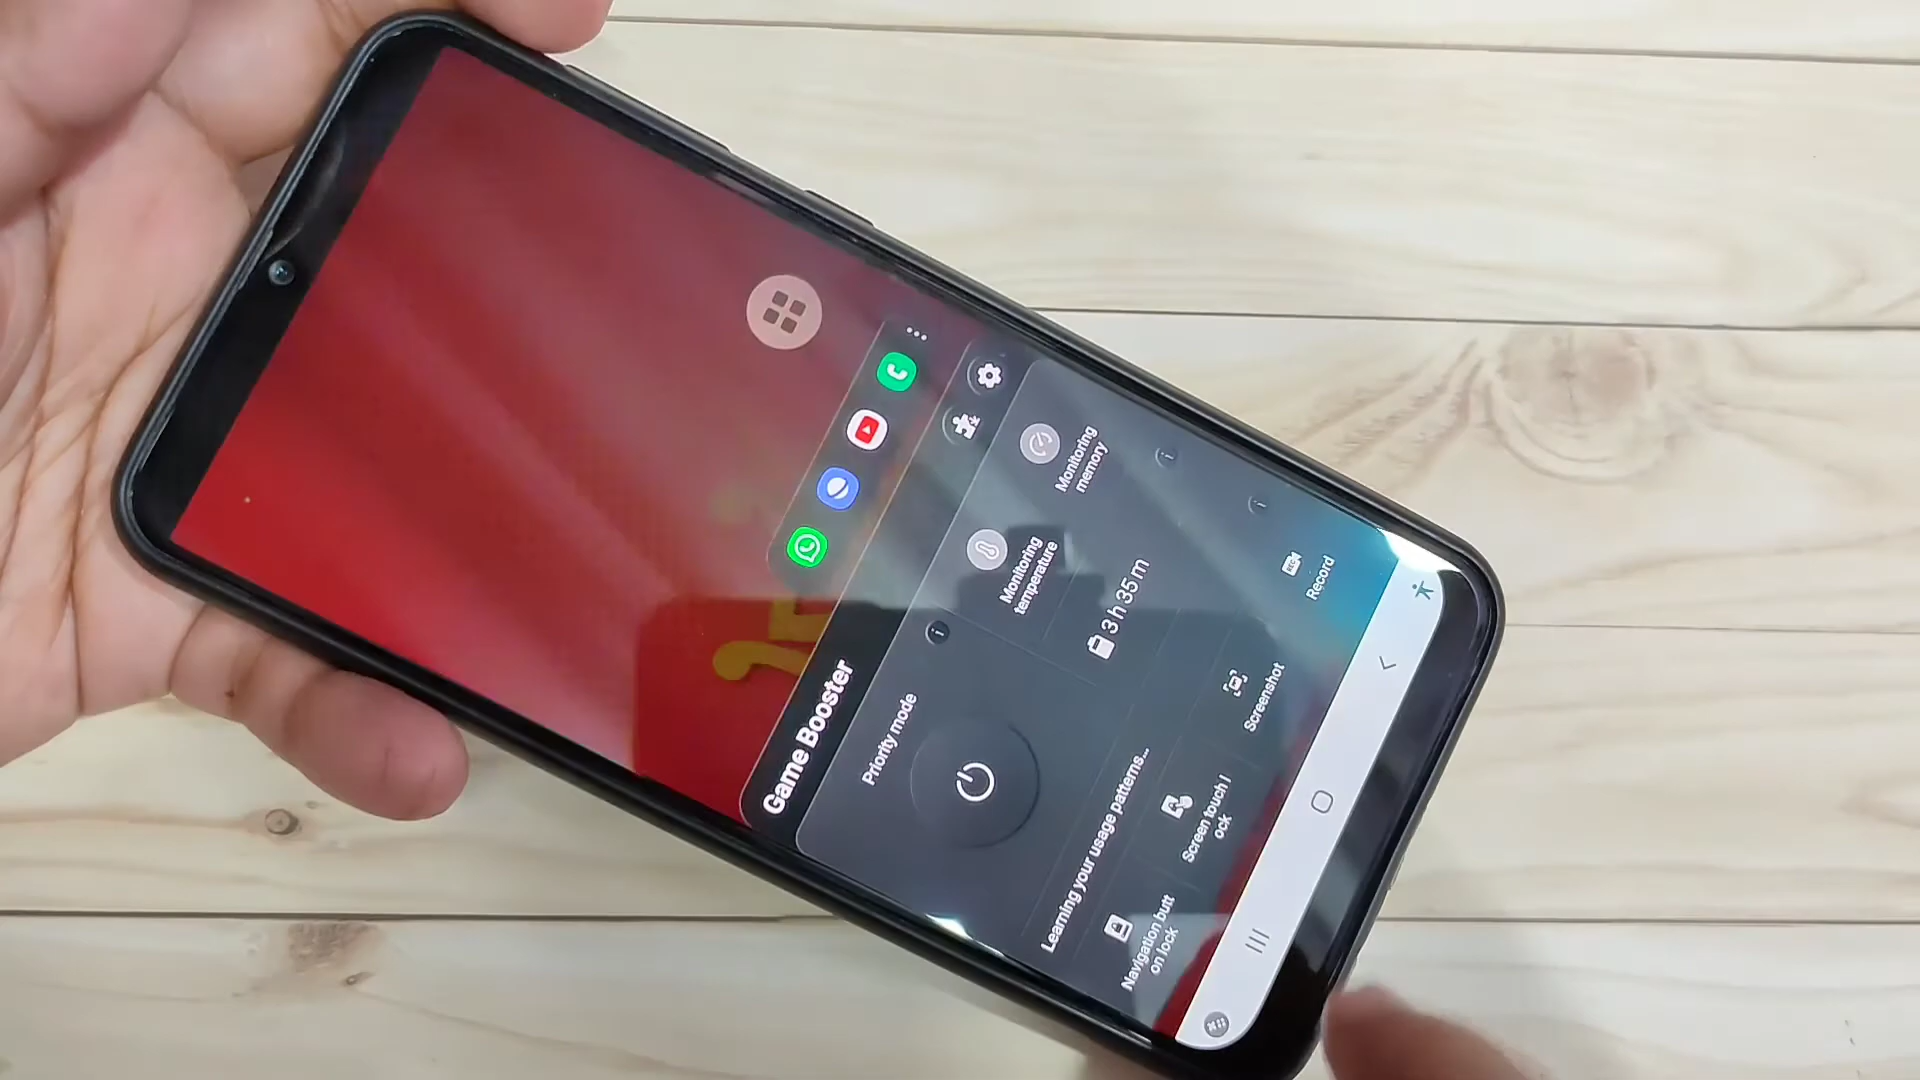 Game Booster
Priority mode
Monitoring
temperature
Monitoring
memory
Learning your usage patterns...
3 h 35 m
Navigation butt
on lock
Screen touch l
ock
Screenshot
REC
Record